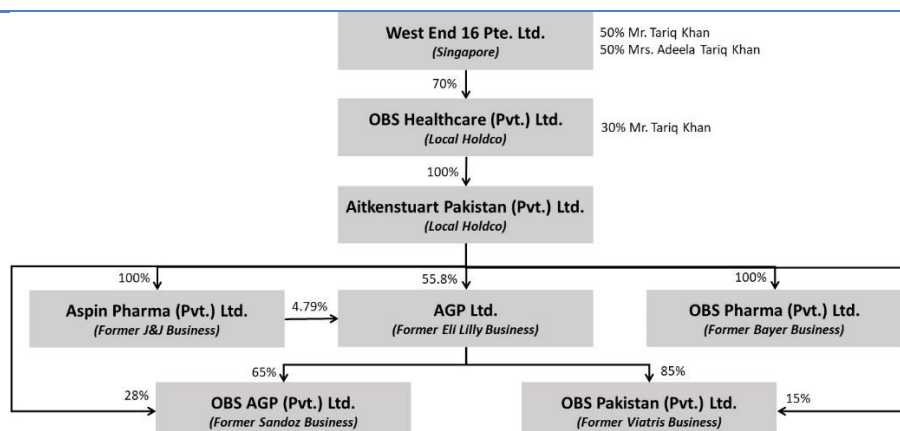 West End 16 Pte. Ltd.
(Singapore)
50% Mr. Tariq Khan
50% Mrs. Adeela Tariq Khan
70%
OBS Healthcare (Pvt.) Ltd.
(Local Holdco)
30% Mr. Tariq Khan
100%
Aitkenstuart Pakistan (Pvt.) Ltd.
(Local Holdco)
100%
55.8%
100%
Aspin Pharma (Pvt.) Ltd.
(Former J&J Business)
4.79%
AGP Ltd.
(Former Eli Lilly Business)
OBS Pharma (Pvt.) Ltd.
(Former Bayer Business)
65%
85%
28%
OBS AGP (Pvt.) Ltd.
(Former Sandoz Business)
OBS Pakistan (Pvt.) Ltd.
(Former Viatris Business)
15%